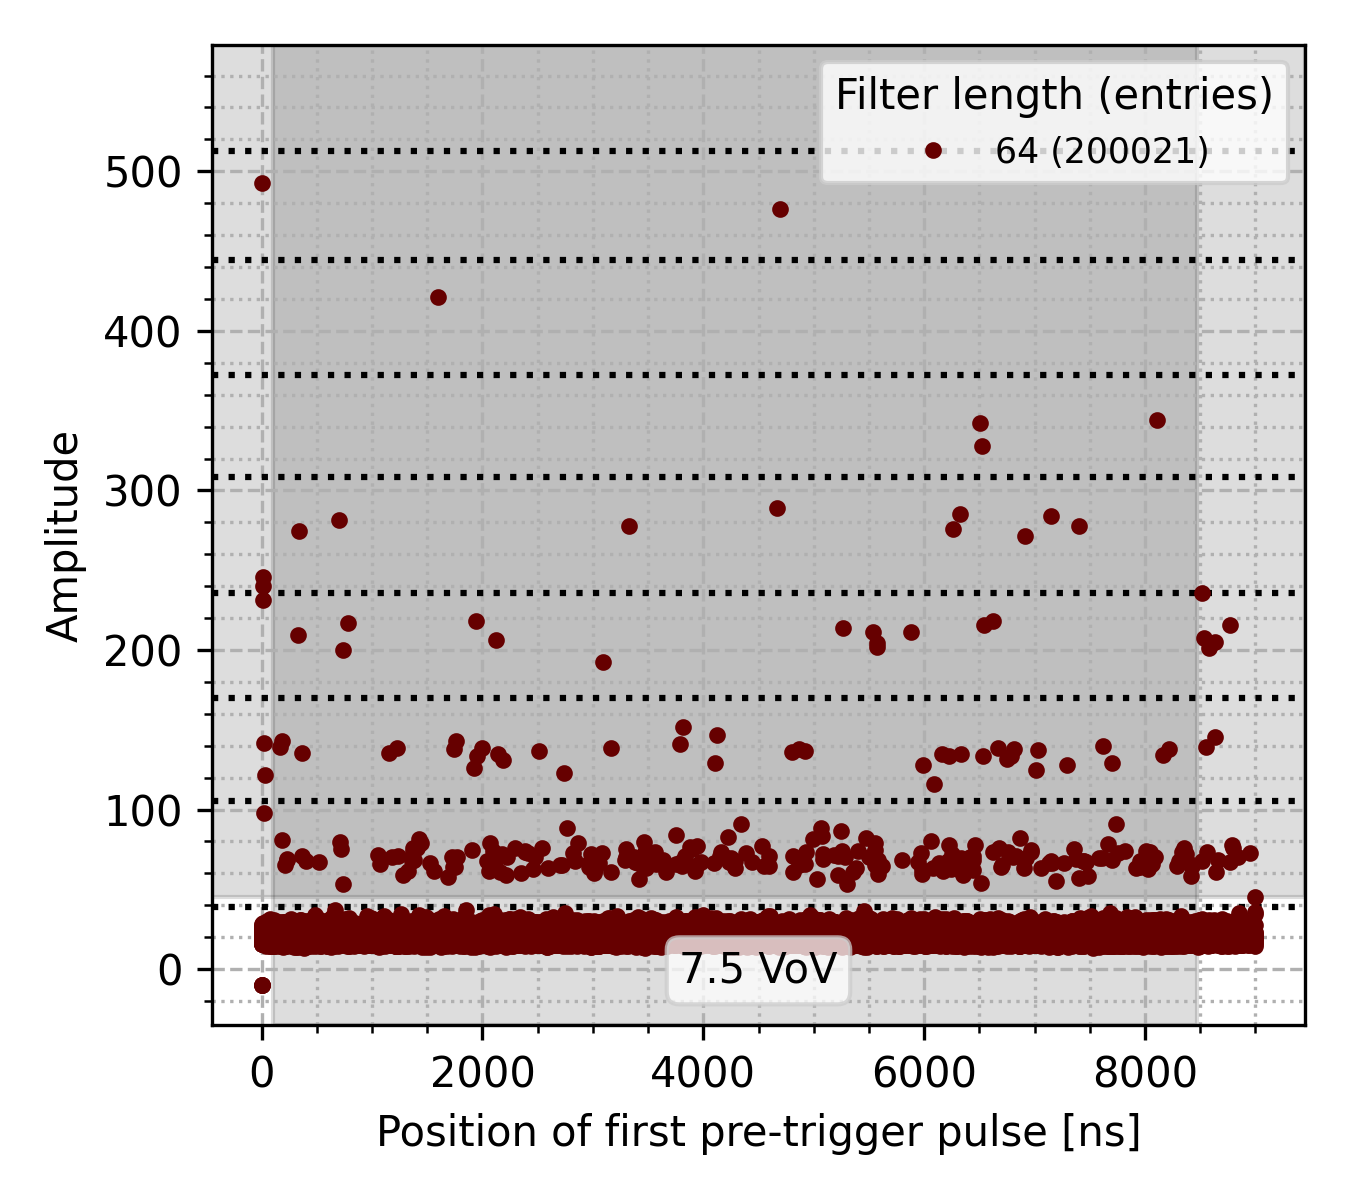 Filter length (entries)
64 (200021)
500
400
300
200
100
0
Amplitude
7.5 VoV
0 2000 4000 6000 8000
Position of first pre-trigger pulse [ns]